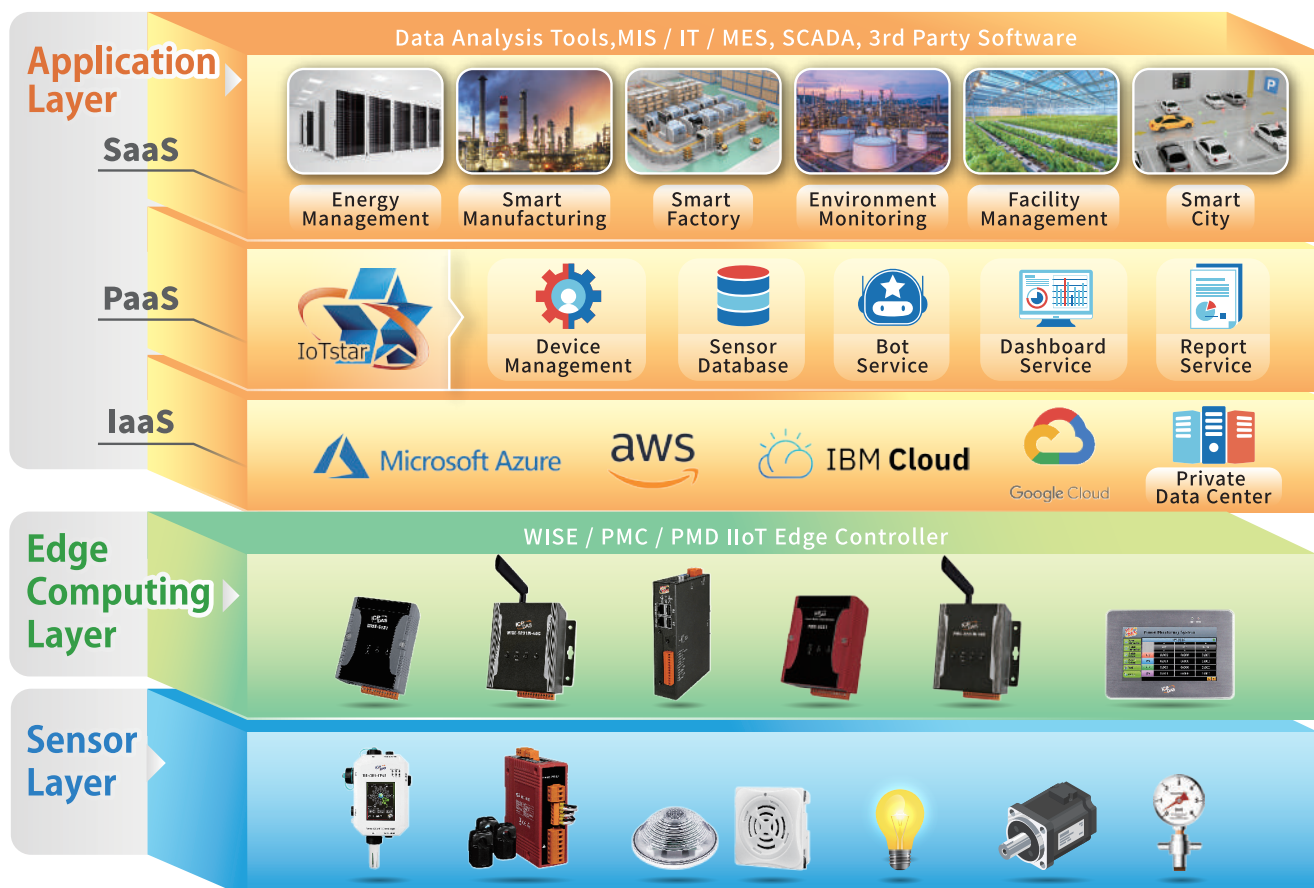 Application
Layer
Data Analysis Tools,MIS / IT / MES, SCADA, 3rd Party Software
SaaS
P
Energy
Management
Smart
Manufacturing
Smart
Factory
Environment
Monitoring
Facility
Management
Smart
City
PaaS
IoTstar
Device
Management
Sensor
Database
Bot
Service
Dashboard
Service
Report
Service
IaaS
Microsoft Azure
aws
IBM Cloud
Google Cloud
Private
Data Center
Edge
Computing
Layer
WISE / PMC / PMD IIoT Edge Controller
Sensor
Layer